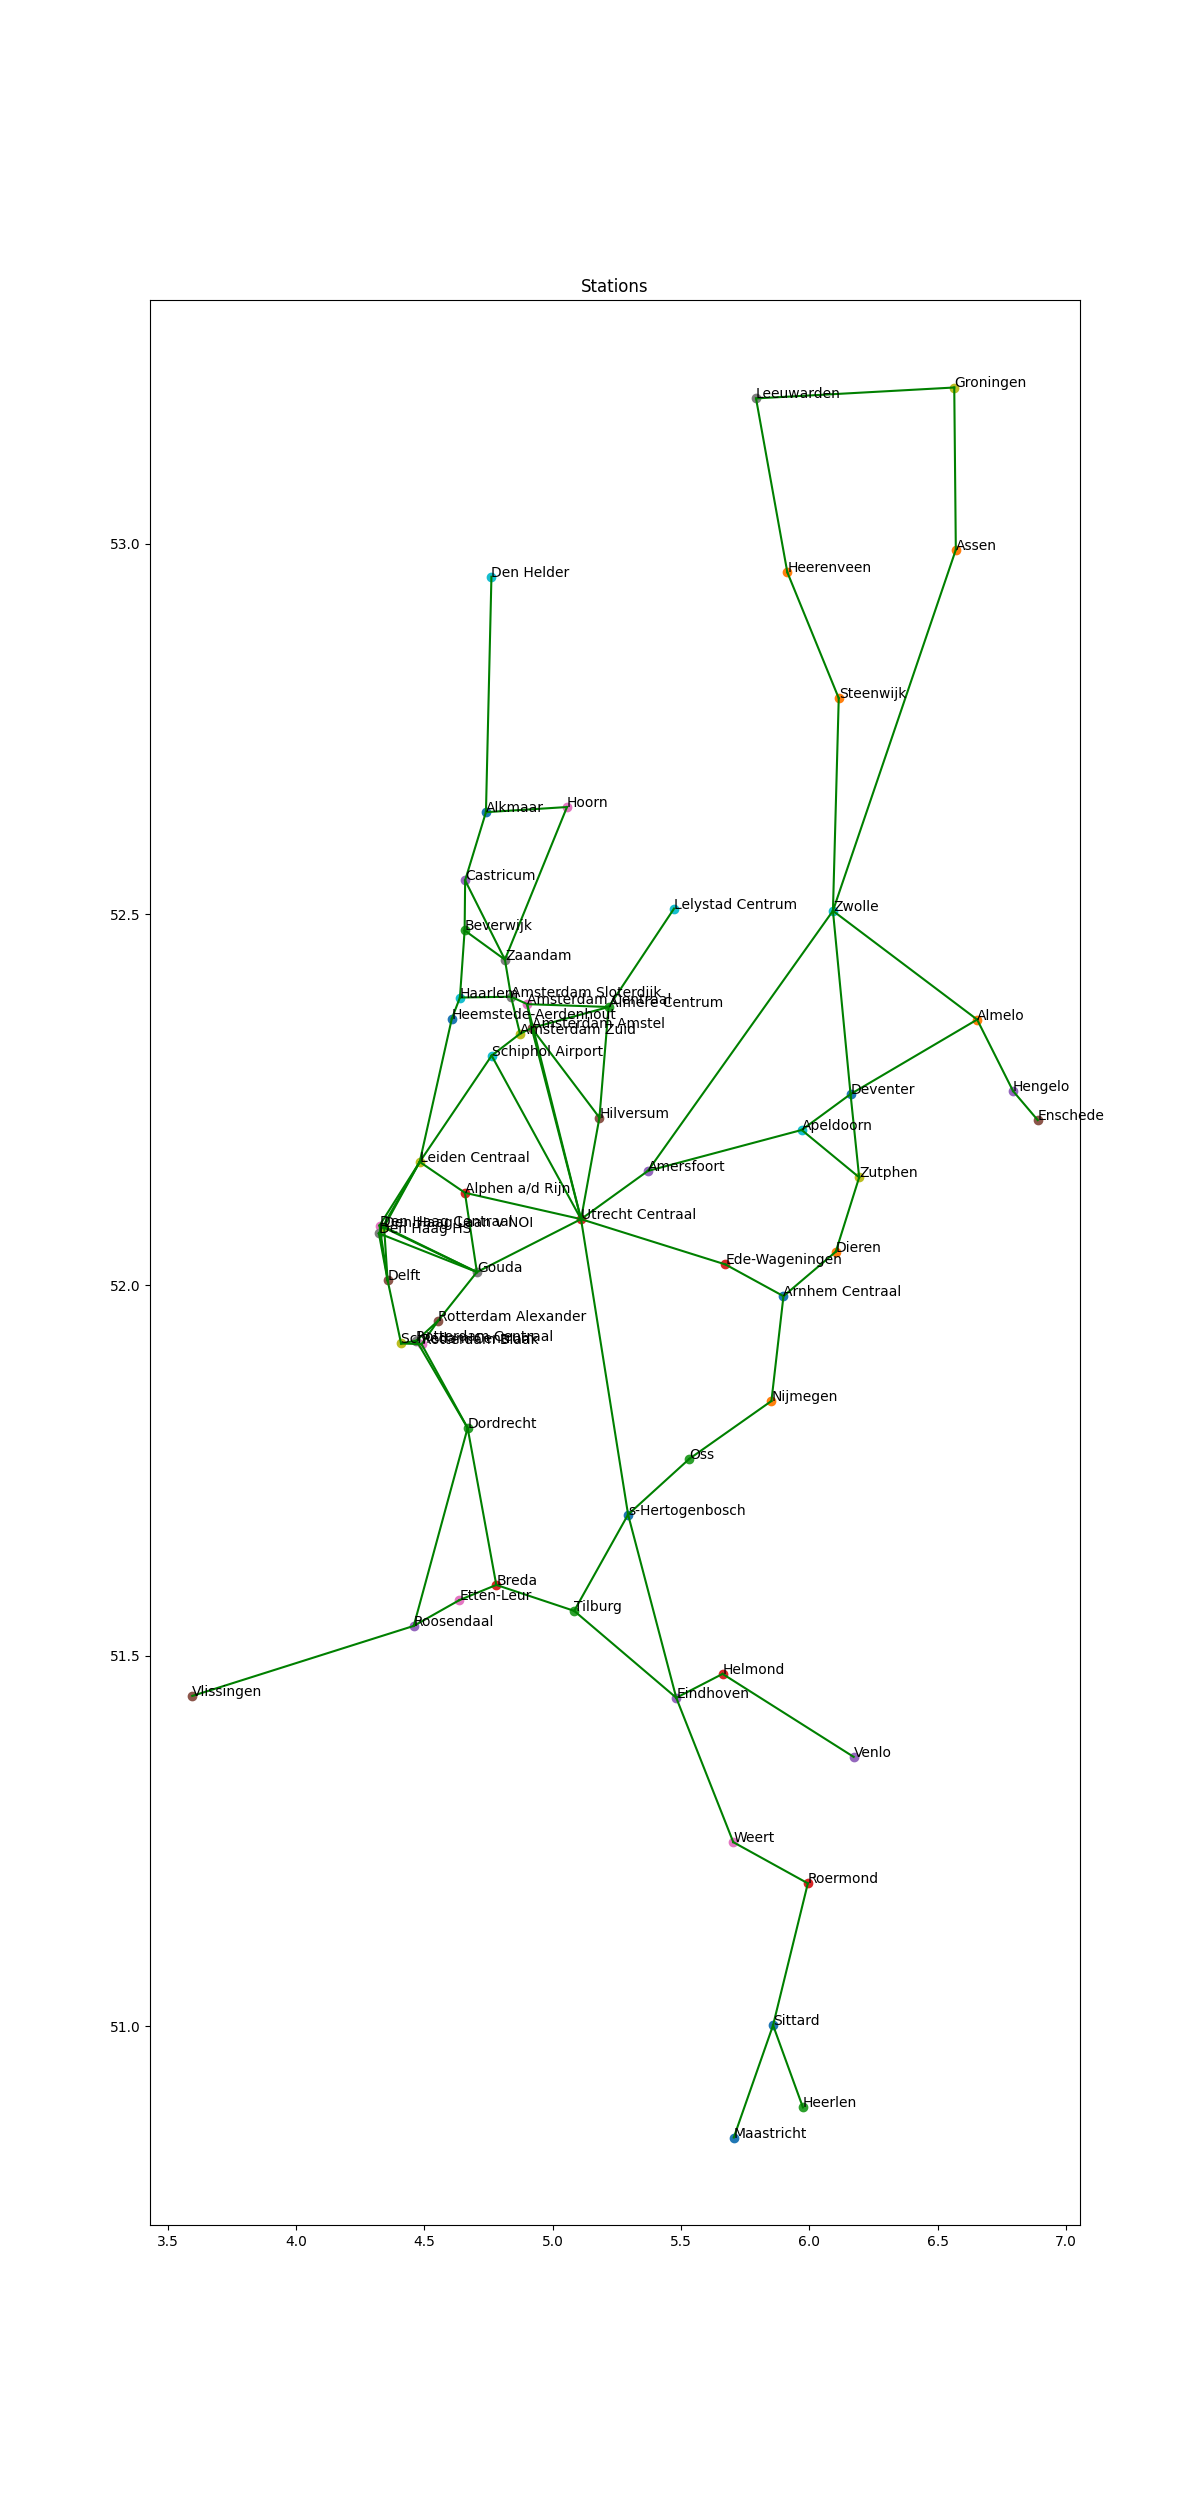 Stations
Groningen
Leeuwarden
53.0
Assen
Heerenveen
Den Helder
Steenwijk
Hoorn
Alkmaar
Castricum
Lelystad Centrum
Zwolle
52.5
Beverwijk
Zaandam
Haarlem
Amsterdam Sloterdijk
Amsterdam Centraal
Almere Centrum
Heemstede-Aerdenhout
Almelo
Amsterdam Amstel
Amsterdam Zuid
Schiphol Airport
Hengelo
Deventer
Hilversum
Enschede
Apeldoorn
Leiden Centraal
Amersfoort
Zutphen
Alphen a/d Rijn
Utrecht Centraal
Den Haag Centraal
Den Haag Laan v NOI
Den Haag HS
Dieren
Ede-Wageningen
Gouda
Delft
52.0
Arnhem Centraal
Rotterdam Alexander
Rotterdam Centraal
Schiedam Centrum
Rotterdam Blaak
Nijmegen
Dordrecht
Oss
s-Hertogenbosch
Breda
Etten-Leur
Tilburg
Roosendaal
51.5
Helmond
Vlissingen
Eindhoven
Venlo
Weert
Roermond
51.0
Sittard
Heerlen
Maastricht
3.5 4.0 4.5 5.0 5.5 6.0 6.5 7.0